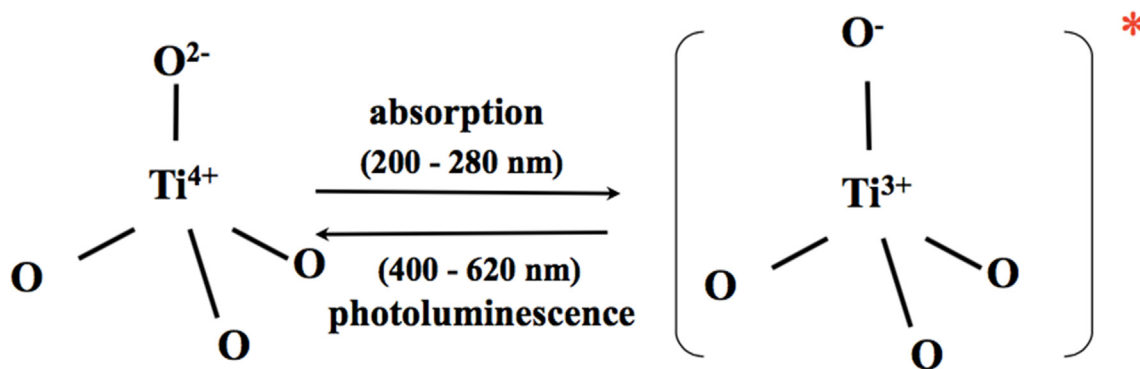 O²⁻
Ti⁴⁺
O
O
O
absorption
(200 - 280 nm)
(400 - 620 nm)
photoluminescence
O⁻
Ti³⁺
O
O
O
*